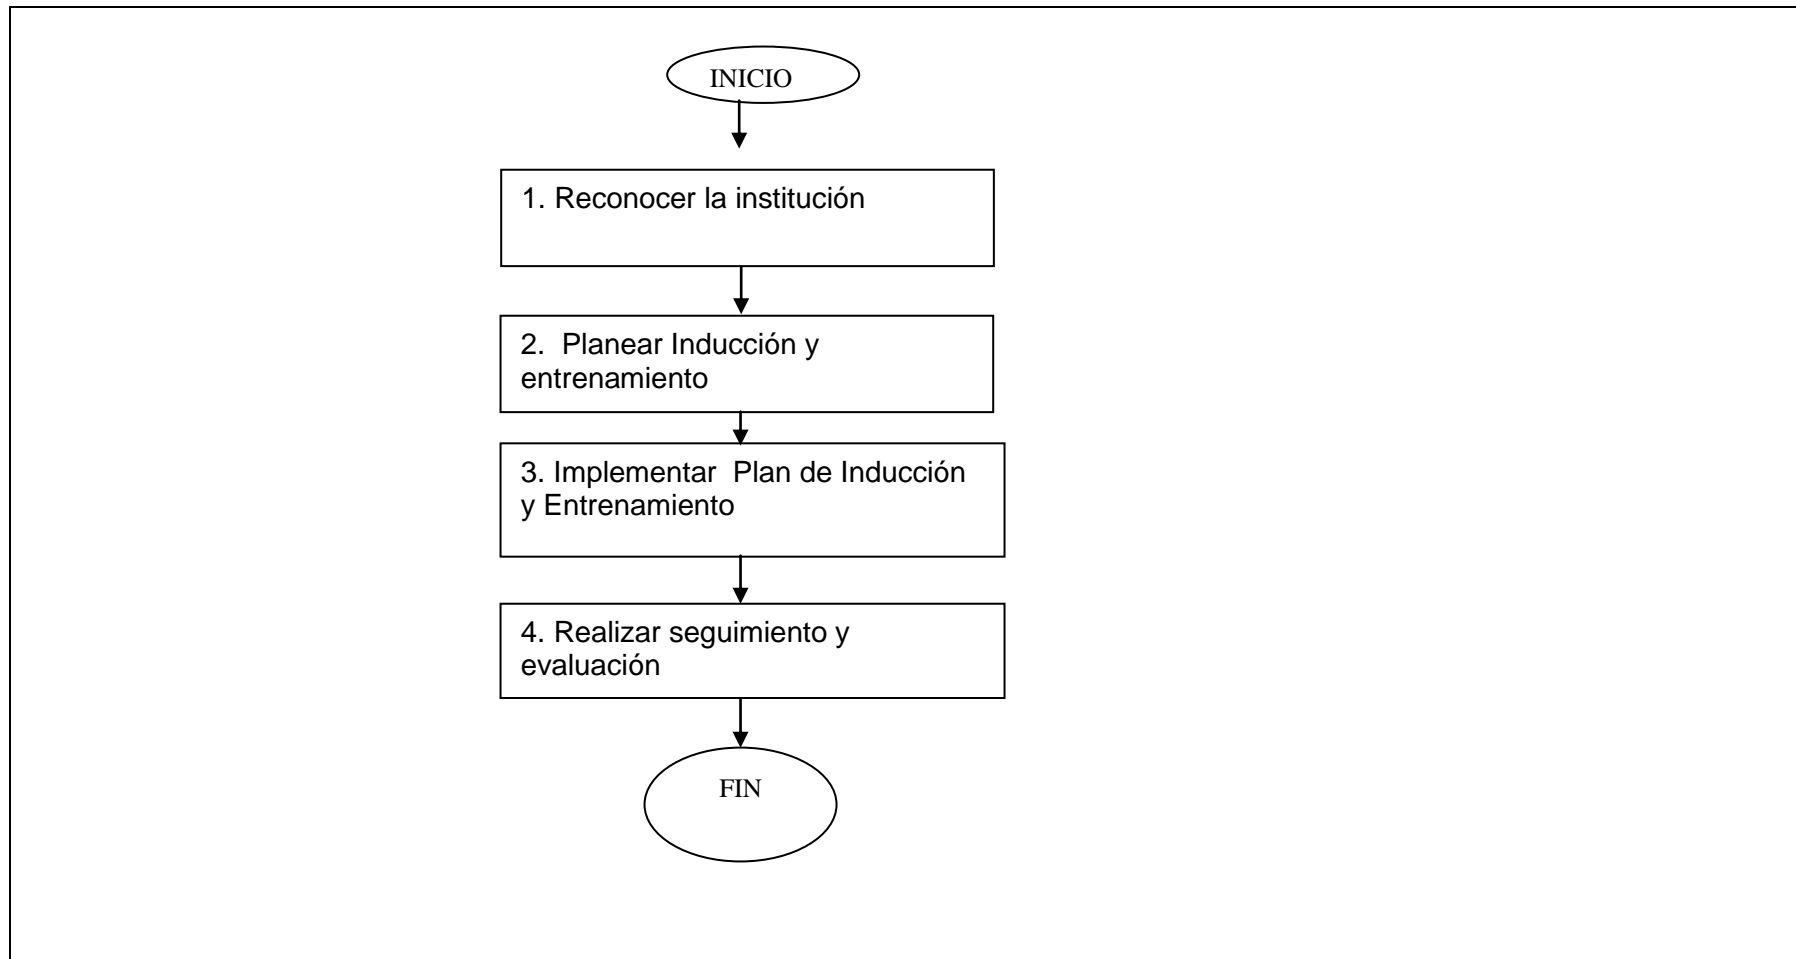 INICIO
1. Reconocer la institución
2. Planear Inducción y
entrenamiento
3. Implementar Plan de Inducción
y Entrenamiento
4. Realizar seguimiento y
evaluación
FIN